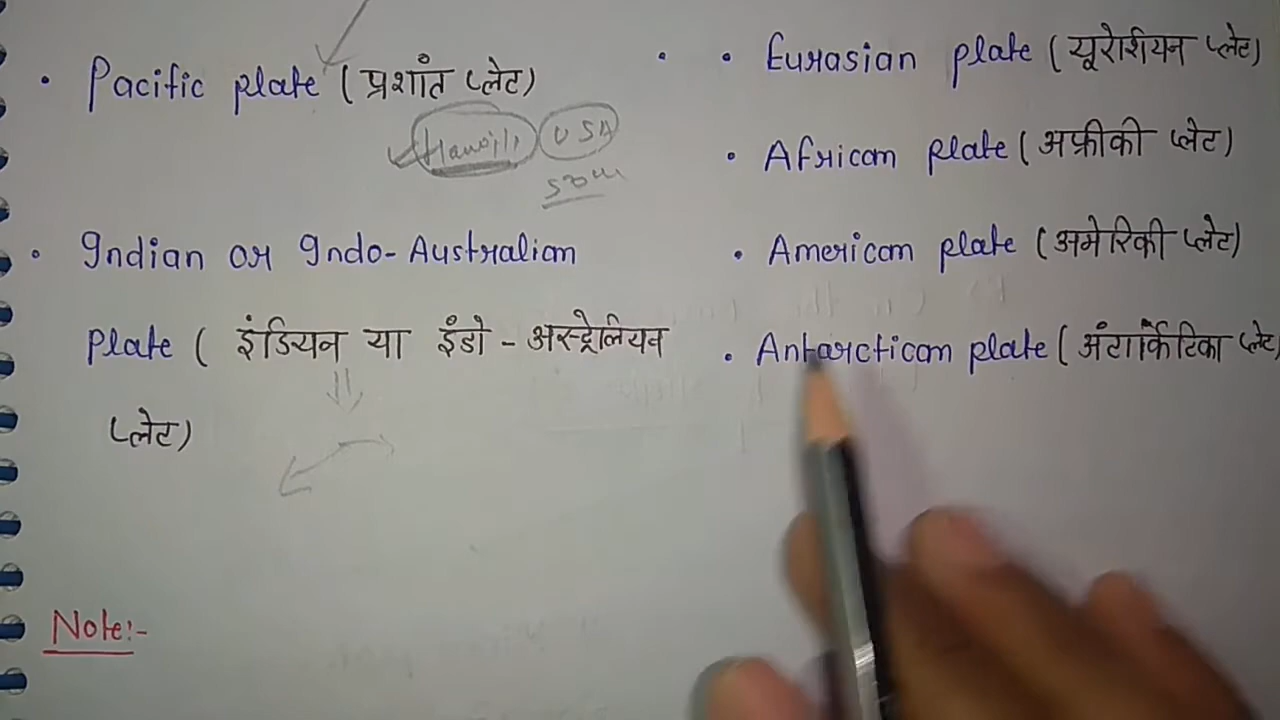 • Pacific plate (प्रशांत प्लेट)
Hawaii USA
• Indian or Indo-Australian
plate ( इंडियन या इंडो - अस्ट्रेलियन
प्लेट)
Note:-
• Eurasian plate (यूरेशियन प्लेट)
• African plate (अफ्रीकी प्लेट)
• American plate (अमेरिकी प्लेट)
• Antarctican plate (अंटार्कटिका प्लेट)